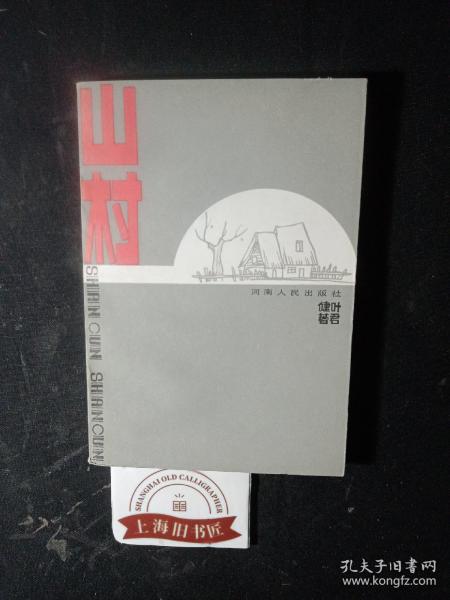 山村
SHAN CUN SHAN CUN
河南人民出版社
叶君健著
SHANGHAI OLD CALLIGRAPHER
上海旧书匠
孔夫子旧书网
www.kongfz.com